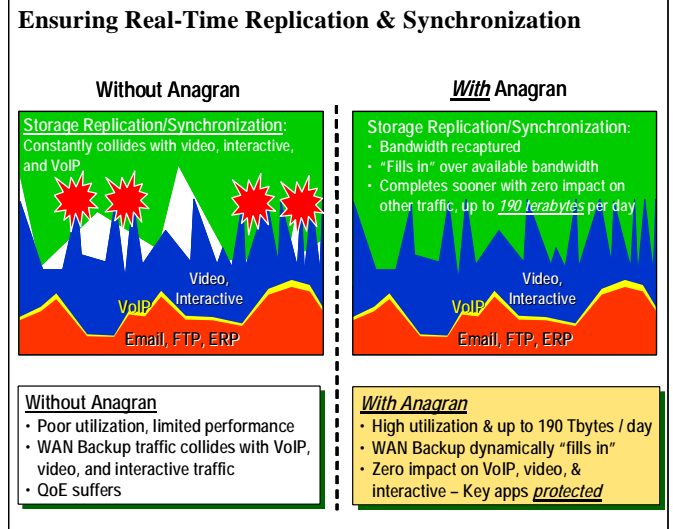 Ensuring Real-Time Replication & Synchronization
Without Anagran
Storage Replication/Synchronization:
Constantly collides with video, interactive,
and VoIP
Video,
Interactive
VoIP
Email, FTP, ERP
With Anagran
Storage Replication/Synchronization:
• Bandwidth recaptured
• “Fills in” over available bandwidth
• Completes sooner with zero impact on
other traffic, up to 190 terabytes per day
Video,
Interactive
VoIP
Email, FTP, ERP
Without Anagran
• Poor utilization, limited performance
• WAN Backup traffic collides with VoIP,
video, and interactive traffic
• QoE suffers
With Anagran
• High utilization & up to 190 Tbytes / day
• WAN Backup dynamically “fills in”
• Zero impact on VoIP, video, &
interactive – Key apps protected